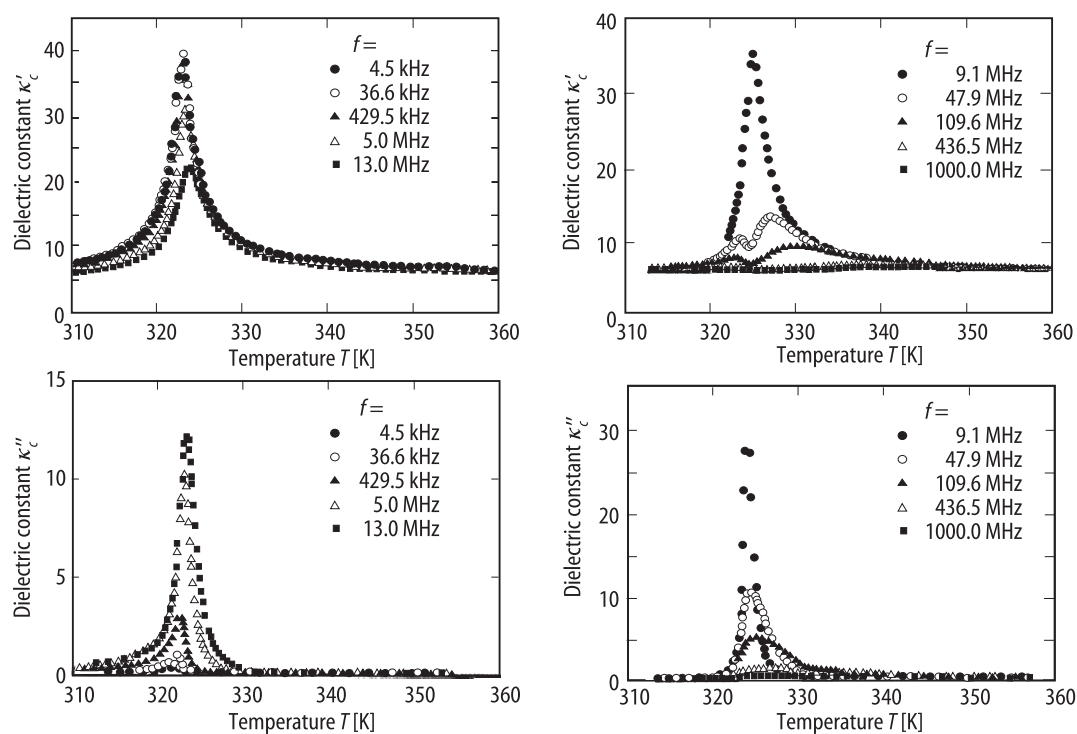 Dielectric constant κ′c
40
30
20
10
0
f =
4.5 kHz
36.6 kHz
429.5 kHz
5.0 MHz
13.0 MHz
310 320 330 340 350 360
Temperature T [K]
Dielectric constant κ′c
40
30
20
10
0
f =
9.1 MHz
47.9 MHz
109.6 MHz
436.5 MHz
1000.0 MHz
310 320 330 340 350 360
Temperature T [K]
Dielectric constant κ″c
15
10
5
0
f =
4.5 kHz
36.6 kHz
429.5 kHz
5.0 MHz
13.0 MHz
310 320 330 340 350 360
Temperature T [K]
Dielectric constant κ″c
30
20
10
0
f =
9.1 MHz
47.9 MHz
109.6 MHz
436.5 MHz
1000.0 MHz
310 320 330 340 350 360
Temperature T [K]